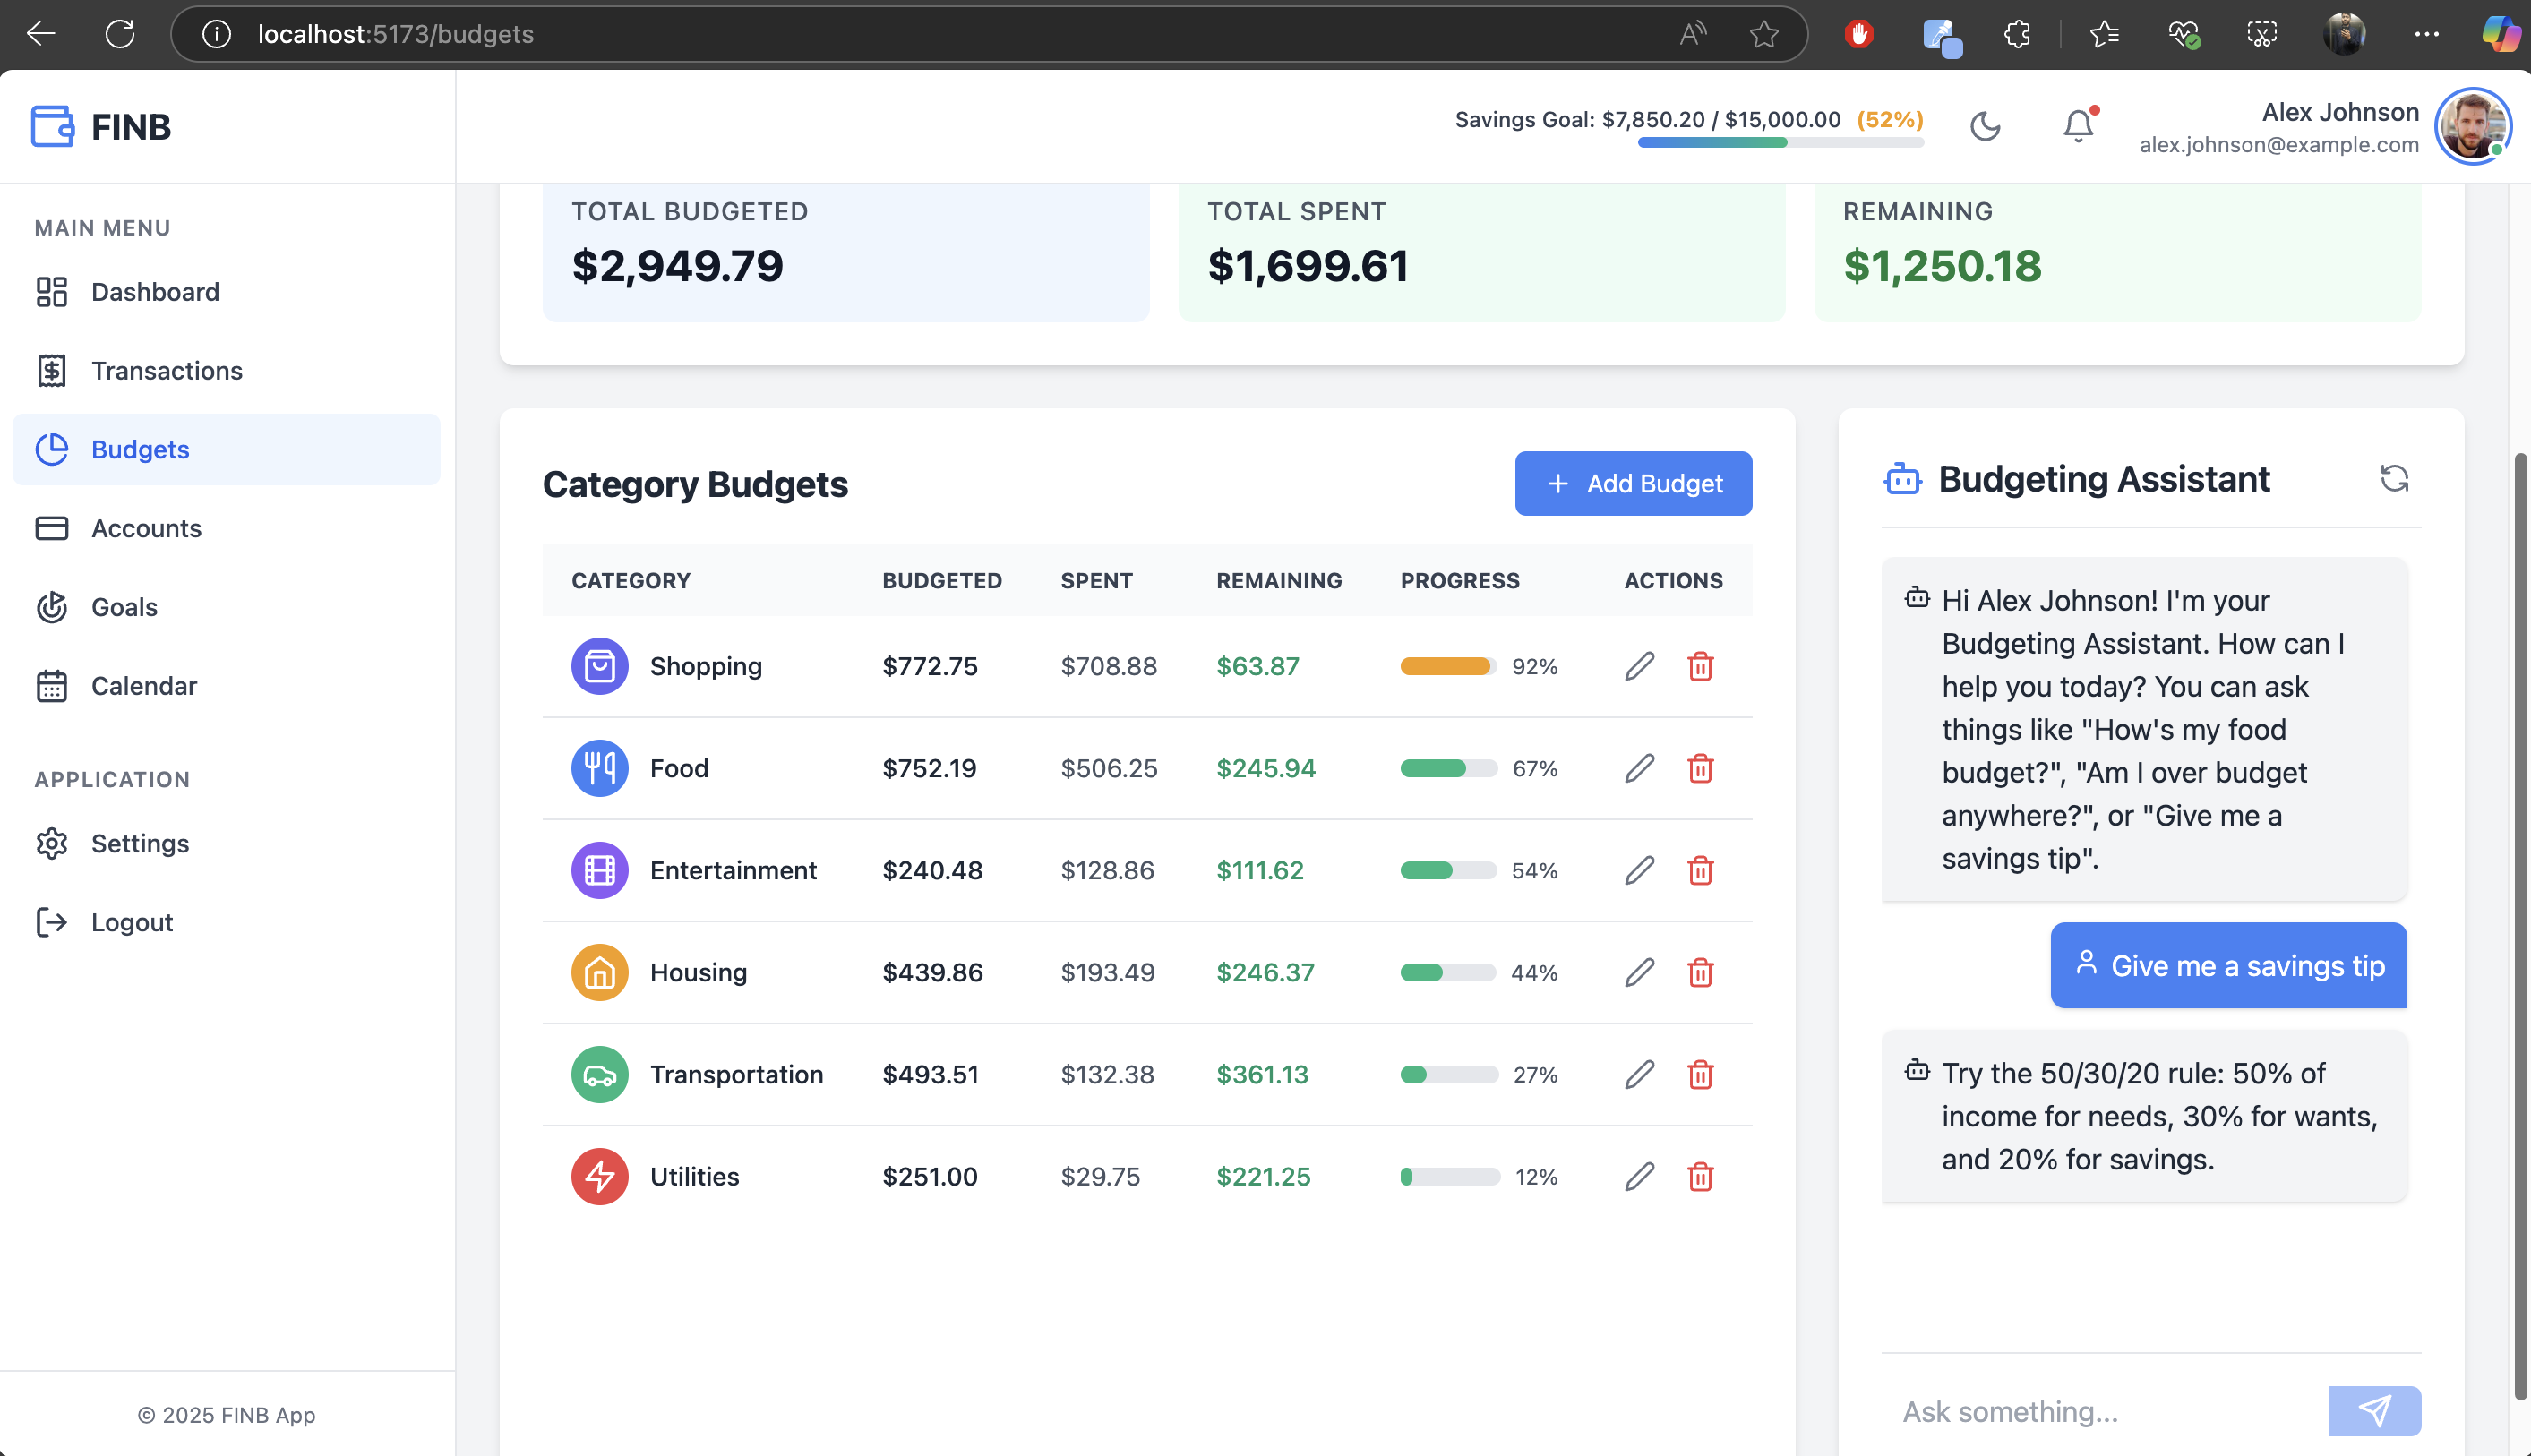 localhost:5173/budgets
FINB
Savings Goal: $7,850.20 / $15,000.00 (52%)
Alex Johnson
alex.johnson@example.com
MAIN MENU
Dashboard
Transactions
Budgets
Accounts
Goals
Calendar
APPLICATION
Settings
Logout
© 2025 FINB App
TOTAL BUDGETED
$2,949.79
TOTAL SPENT
$1,699.61
REMAINING
$1,250.18
Category Budgets
+ Add Budget
CATEGORY BUDGETED SPENT REMAINING PROGRESS ACTIONS
Shopping $772.75 $708.88 $63.87 92%
Food $752.19 $506.25 $245.94 67%
Entertainment $240.48 $128.86 $111.62 54%
Housing $439.86 $193.49 $246.37 44%
Transportation $493.51 $132.38 $361.13 27%
Utilities $251.00 $29.75 $221.25 12%
Budgeting Assistant
Hi Alex Johnson! I'm your
Budgeting Assistant. How can I
help you today? You can ask
things like "How's my food
budget?", "Am I over budget
anywhere?", or "Give me a
savings tip".
Give me a savings tip
Try the 50/30/20 rule: 50% of
income for needs, 30% for wants,
and 20% for savings.
Ask something...